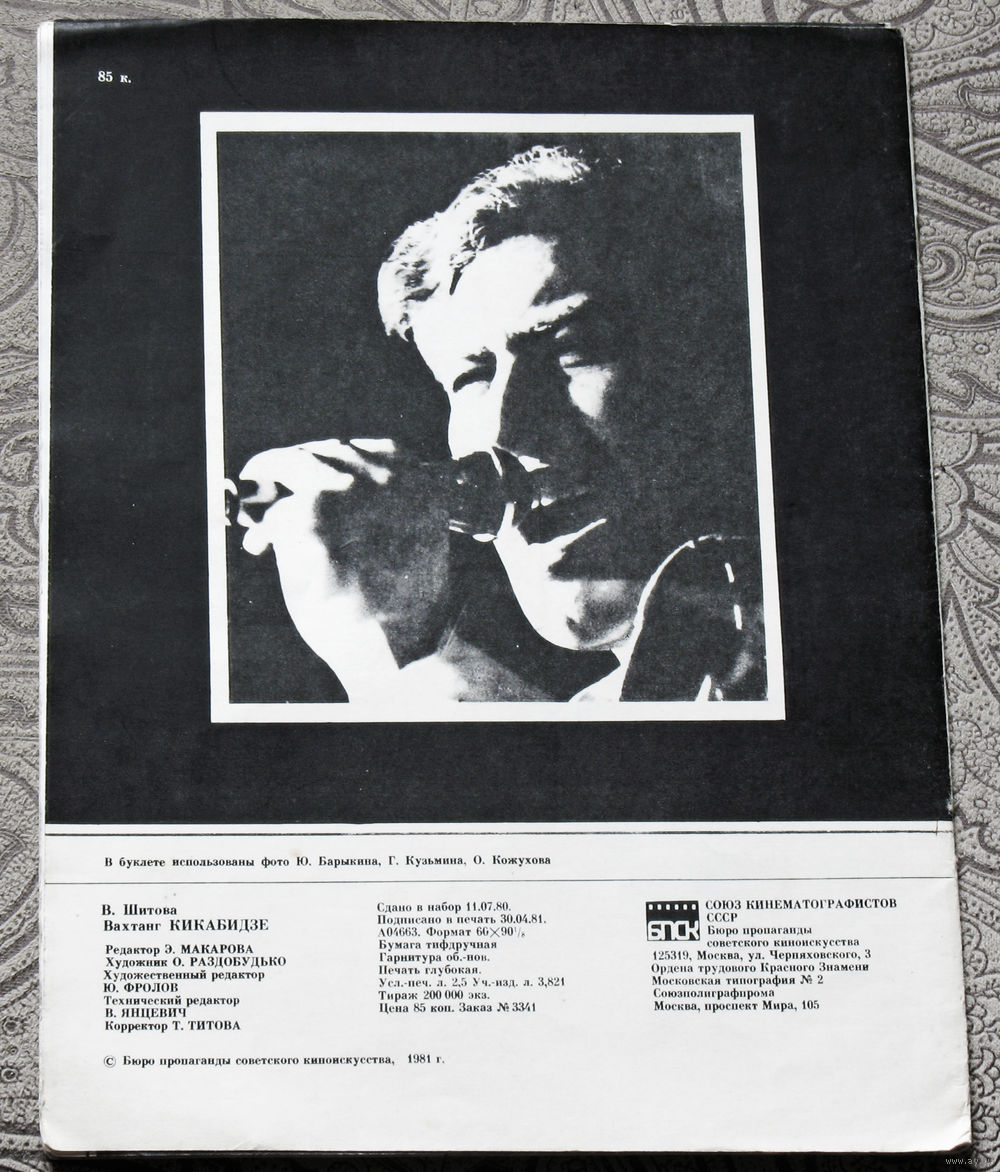 85 к.
В буклете использованы фото Ю. Барыкина, Г. Кузьмина, О. Кожухова
В. Шитова
Вахтанг КИКАБИДЗЕ
Редактор Э. МАКАРОВА
Художник О. РАЗДОБУДЬКО
Художественный редактор
Ю. ФРОЛОВ
Технический редактор
В. ЯНЦЕВИЧ
Корректор Т. ТИТОВА
Сдано в набор 11.07.80.
Подписано в печать 30.04.81.
А04663. Формат 60×90⅛
Бумага тифдручная
Гарнитура об.-нов.
Печать глубокая.
Усл.-печ. л. 2,5 Уч.-изд. л. 3,821
Тираж 200 000 экз.
Цена 85 коп. Заказ № 3341
БПСК
СОЮЗ КИНЕМАТОГРАФИСТОВ
СССР
Бюро пропаганды
советского киноискусства
125319, Москва, ул. Черняховского, 3
Ордена трудового Красного Знамени
Московская типография № 2
Союзполиграфпрома
Москва, проспект Мира, 105
© Бюро пропаганды советского киноискусства, 1981 г.